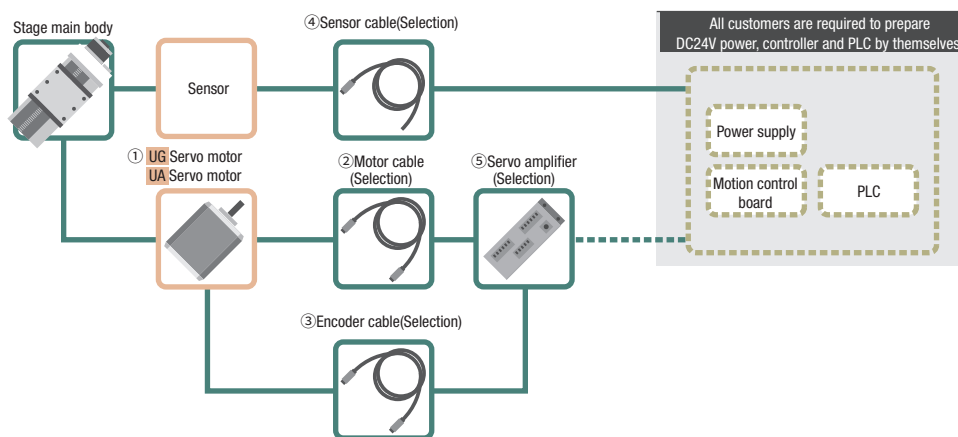 Stage main body
④Sensor cable(Selection)
All customers are required to prepare
DC24V power, controller and PLC by themselves
Sensor
Power supply
① UG Servo motor
UA Servo motor
②Motor cable
(Selection)
⑤Servo amplifier
(Selection)
Motion control
board
PLC
③Encoder cable(Selection)